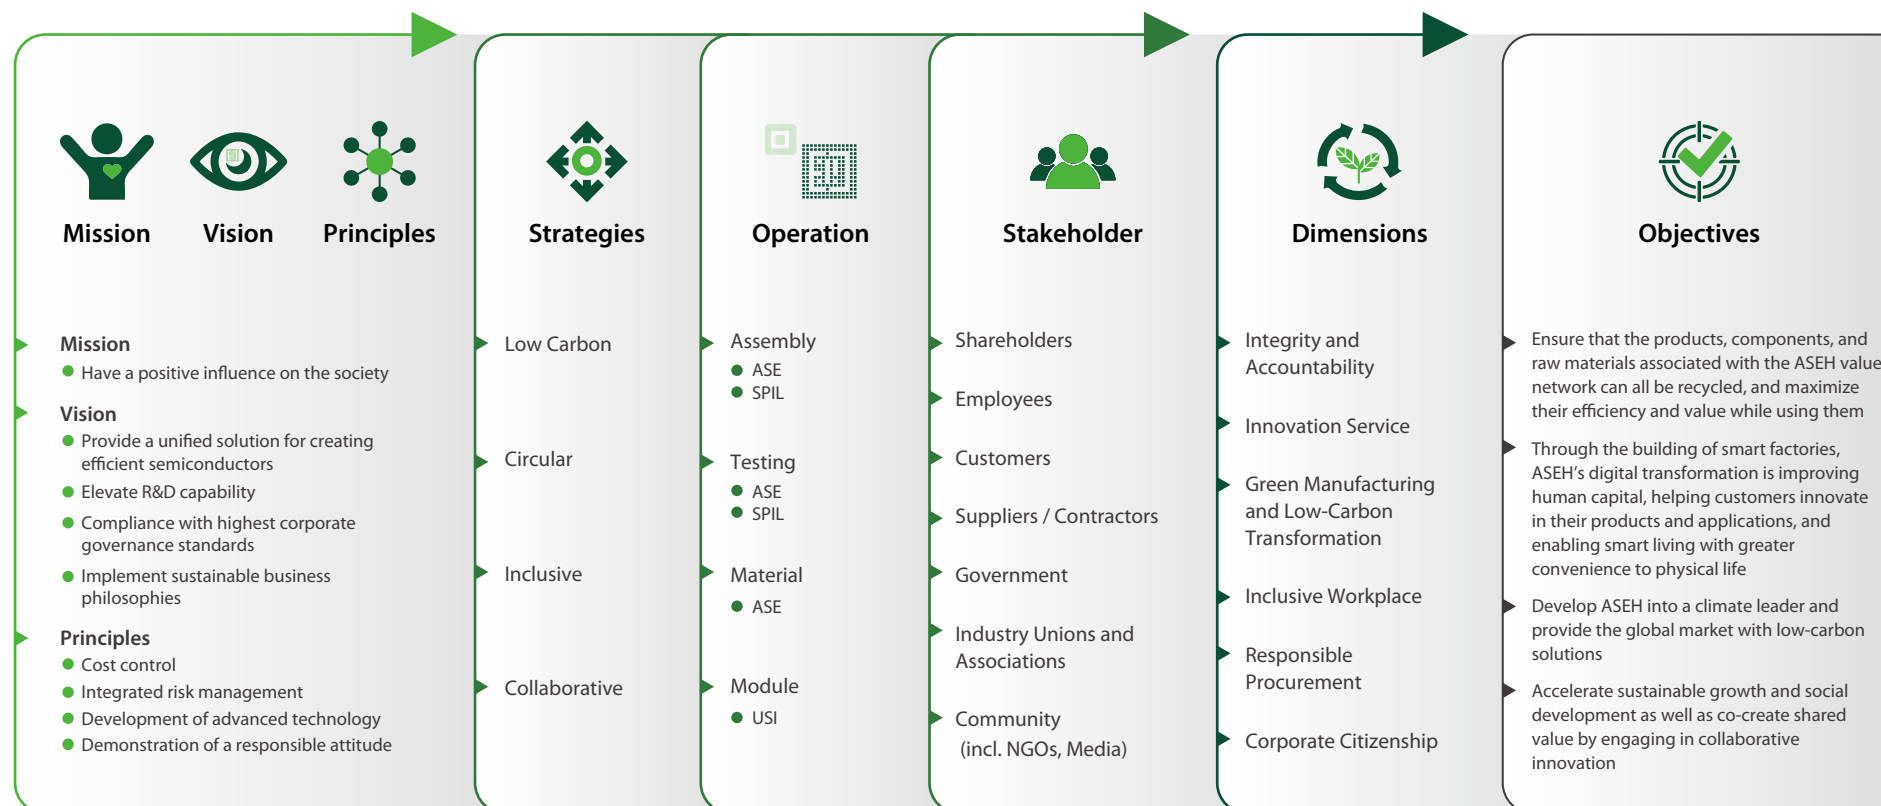 Mission
Vision
Principles
Mission
Have a positive influence on the society
Vision
Provide a unified solution for creating
efficient semiconductors
Elevate R&D capability
Compliance with highest corporate
governance standards
Implement sustainable business
philosophies
Principles
Cost control
Integrated risk management
Development of advanced technology
Demonstration of a responsible attitude
Strategies
Low Carbon
Circular
Inclusive
Collaborative
Operation
Assembly
ASE
SPIL
Testing
ASE
SPIL
Material
ASE
Module
USI
Stakeholder
Shareholders
Employees
Customers
Suppliers / Contractors
Government
Industry Unions and
Associations
Community
(incl. NGOs, Media)
Dimensions
Integrity and
Accountability
Innovation Service
Green Manufacturing
and Low-Carbon
Transformation
Inclusive Workplace
Responsible
Procurement
Corporate Citizenship
Objectives
Ensure that the products, components, and
raw materials associated with the ASEH value
network can all be recycled, and maximize
their efficiency and value while using them
Through the building of smart factories,
ASEH’s digital transformation is improving
human capital, helping customers innovate
in their products and applications, and
enabling smart living with greater
convenience to physical life
Develop ASEH into a climate leader and
provide the global market with low-carbon
solutions
Accelerate sustainable growth and social
development as well as co-create shared
value by engaging in collaborative
innovation